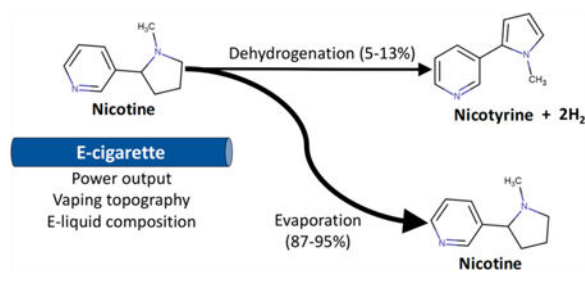 H₃C
N
N
Nicotine
Dehydrogenation (5-13%)
N
N
CH₃
Nicotyrine + 2H₂
E-cigarette
Power output
Vaping topography
E-liquid composition
Evaporation
(87-95%)
H₃C
N
N
Nicotine